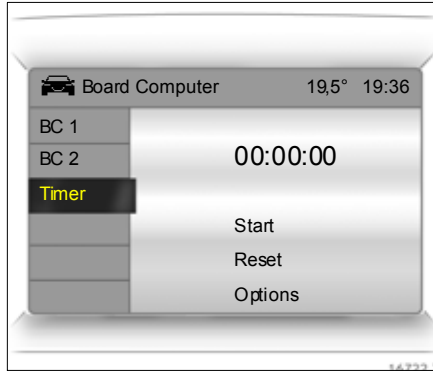 Board Computer 19,5° 19:36
BC 1
BC 2
Timer
00:00:00
Start
Reset
Options